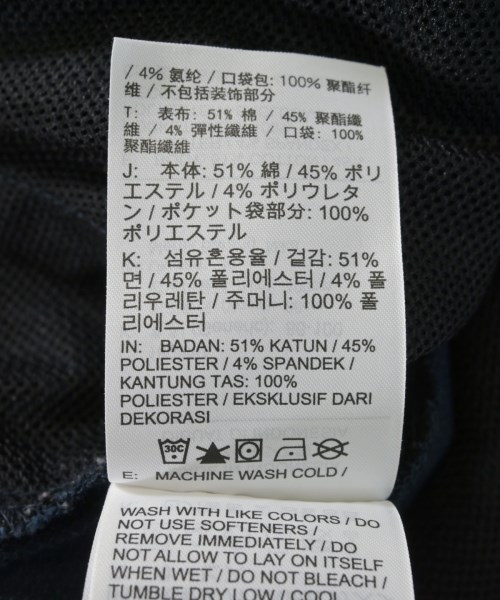 / 4% 氨纶 / 口袋包: 100% 聚酯纤
维 / 不包括装饰部分
T: 表布: 51% 棉 / 45% 聚酯纖
維 / 4% 彈性纖維 / 口袋: 100%
聚酯纖維
J: 本体: 51% 綿 / 45% ポリ
エステル / 4% ポリウレタ
ン / ポケット袋部分: 100%
ポリエステル
K: 섬유혼용율 / 겉감: 51%
면 / 45% 폴리에스터 / 4% 폴
리우레탄 / 주머니: 100% 폴
리에스터
IN: BADAN: 51% KATUN / 45%
POLIESTER / 4% SPANDEK /
KANTUNG TAS: 100%
POLIESTER / EKSKLUSIF DARI
DEKORASI
30C
E: MACHINE WASH COLD /
WASH WITH LIKE COLORS / DO
NOT USE SOFTENERS /
REMOVE IMMEDIATELY / DO
NOT ALLOW TO LAY ON ITSELF
WHEN WET / DO NOT BLEACH /
TUMBLE DRY LOW / COOL